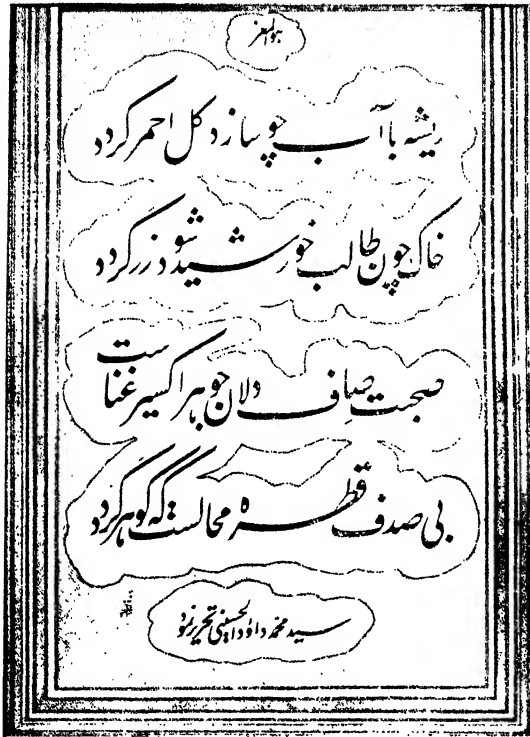 هوالمعز
ریشه با آب چو سازد گل احمر گردد
خاک چون طالب خورشید شود زر گردد
صحبت صاف دلان جوهر اکسیر غناست
بی صدف قطره محالست که گوهر گردد
سید محمد داود الحسینی تحریر نمود